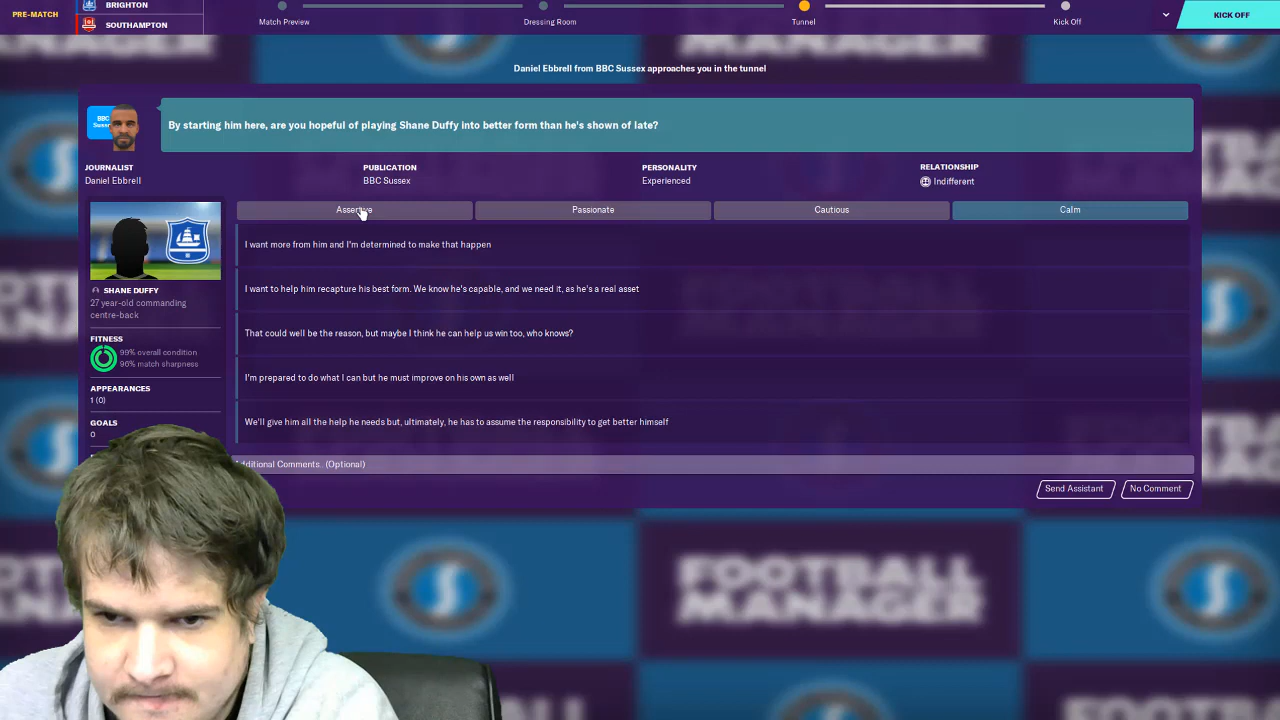 PRE-MATCH
BRIGHTON
SOUTHAMPTON
Match Preview
Dressing Room
Tunnel
Kick Off
KICK OFF
Daniel Ebbrell from BBC Sussex approaches you in the tunnel
BBC
By starting him here, are you hopeful of playing Shane Duffy into better form than he's shown of late?
JOURNALIST
Daniel Ebbrell
PUBLICATION
BBC Sussex
PERSONALITY
Experienced
RELATIONSHIP
Indifferent
Assertive
Passionate
Cautious
Calm
SHANE DUFFY
27 year-old commanding
centre-back
FITNESS
99% overall condition
96% match sharpness
APPEARANCES
1 (0)
GOALS
0
I want more from him and I'm determined to make that happen
I want to help him recapture his best form. We know he's capable, and we need it, as he's a real asset
That could well be the reason, but maybe I think he can help us win too, who knows?
I'm prepared to do what I can but he must improve on his own as well
We'll give him all the help he needs but, ultimately, he has to assume the responsibility to get better himself
Additional Comments. (Optional)
Send Assistant
No Comment
FOOTBALL
MANAGER